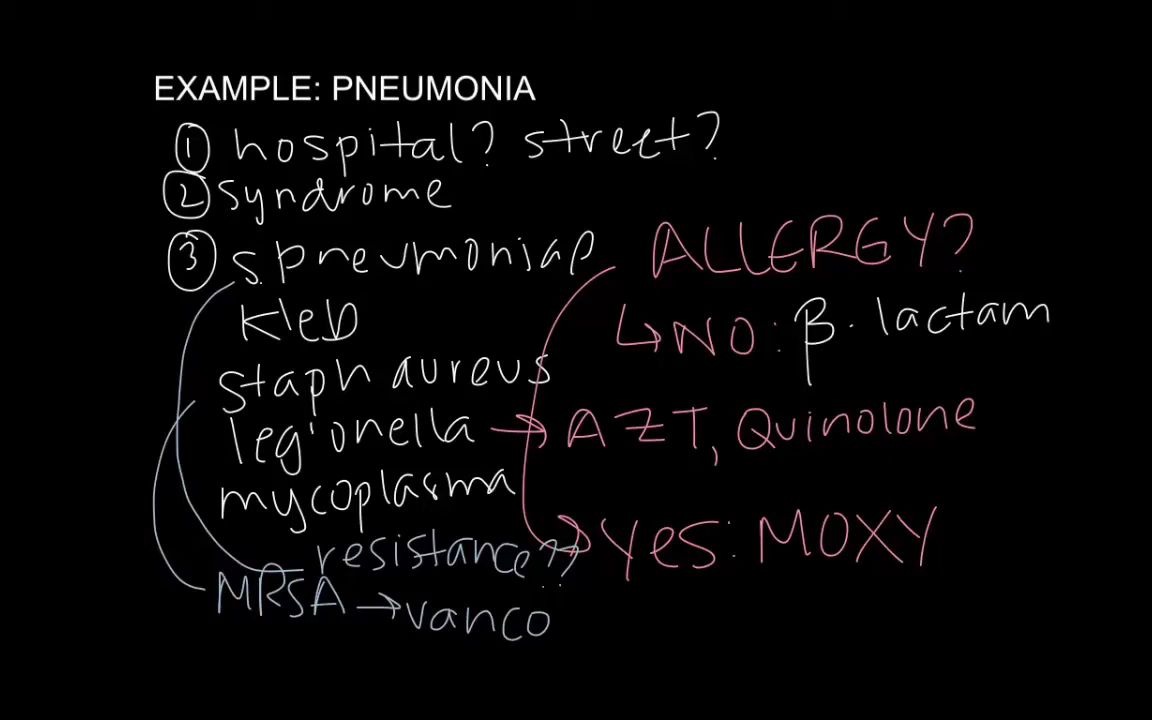 EXAMPLE: PNEUMONIA
① hospital? street?
② syndrome
③ s. pneumoniae
ALLERGY?
Kleb
↳ NO: β-lactam
staph aureus
legionella → AZT, Quinolone
mycoplasma
resistance??
Yes: MOXY
MRSA → vanco